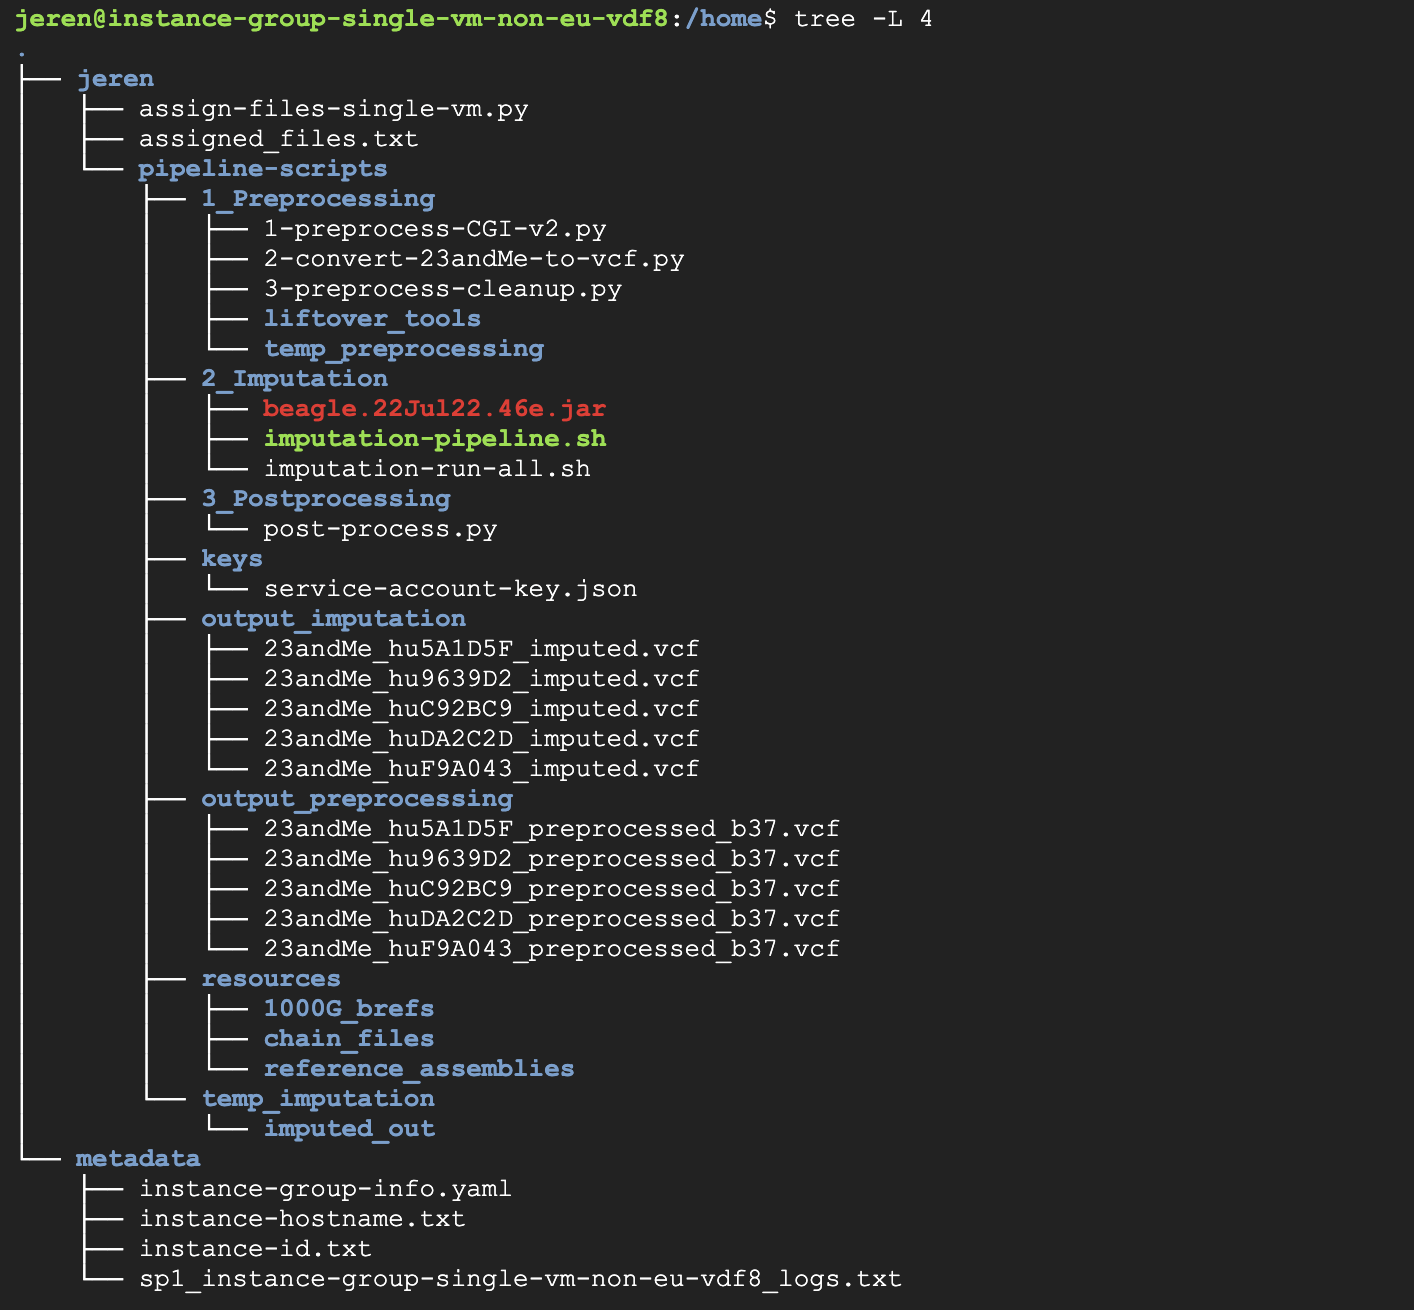 jeren@instance-group-single-vm-non-eu-vdf8:/home$ tree -L 4
.
├── jeren
│   ├── assign-files-single-vm.py
│   ├── assigned_files.txt
│   └── pipeline-scripts
│       ├── 1_Preprocessing
│       │   ├── 1-preprocess-CGI-v2.py
│       │   ├── 2-convert-23andMe-to-vcf.py
│       │   ├── 3-preprocess-cleanup.py
│       │   ├── liftover_tools
│       │   └── temp_preprocessing
│       ├── 2_Imputation
│       │   ├── beagle.22Jul22.46e.jar
│       │   ├── imputation-pipeline.sh
│       │   └── imputation-run-all.sh
│       ├── 3_Postprocessing
│       │   └── post-process.py
│       ├── keys
│       │   └── service-account-key.json
│       ├── output_imputation
│       │   ├── 23andMe_hu5A1D5F_imputed.vcf
│       │   ├── 23andMe_hu9639D2_imputed.vcf
│       │   ├── 23andMe_huC92BC9_imputed.vcf
│       │   ├── 23andMe_huDA2C2D_imputed.vcf
│       │   └── 23andMe_huF9A043_imputed.vcf
│       ├── output_preprocessing
│       │   ├── 23andMe_hu5A1D5F_preprocessed_b37.vcf
│       │   ├── 23andMe_hu9639D2_preprocessed_b37.vcf
│       │   ├── 23andMe_huC92BC9_preprocessed_b37.vcf
│       │   ├── 23andMe_huDA2C2D_preprocessed_b37.vcf
│       │   └── 23andMe_huF9A043_preprocessed_b37.vcf
│       ├── resources
│       │   ├── 1000G_brefs
│       │   ├── chain_files
│       │   └── reference_assemblies
│       └── temp_imputation
│           └── imputed_out
└── metadata
    ├── instance-group-info.yaml
    ├── instance-hostname.txt
    ├── instance-id.txt
    └── sp1_instance-group-single-vm-non-eu-vdf8_logs.txt